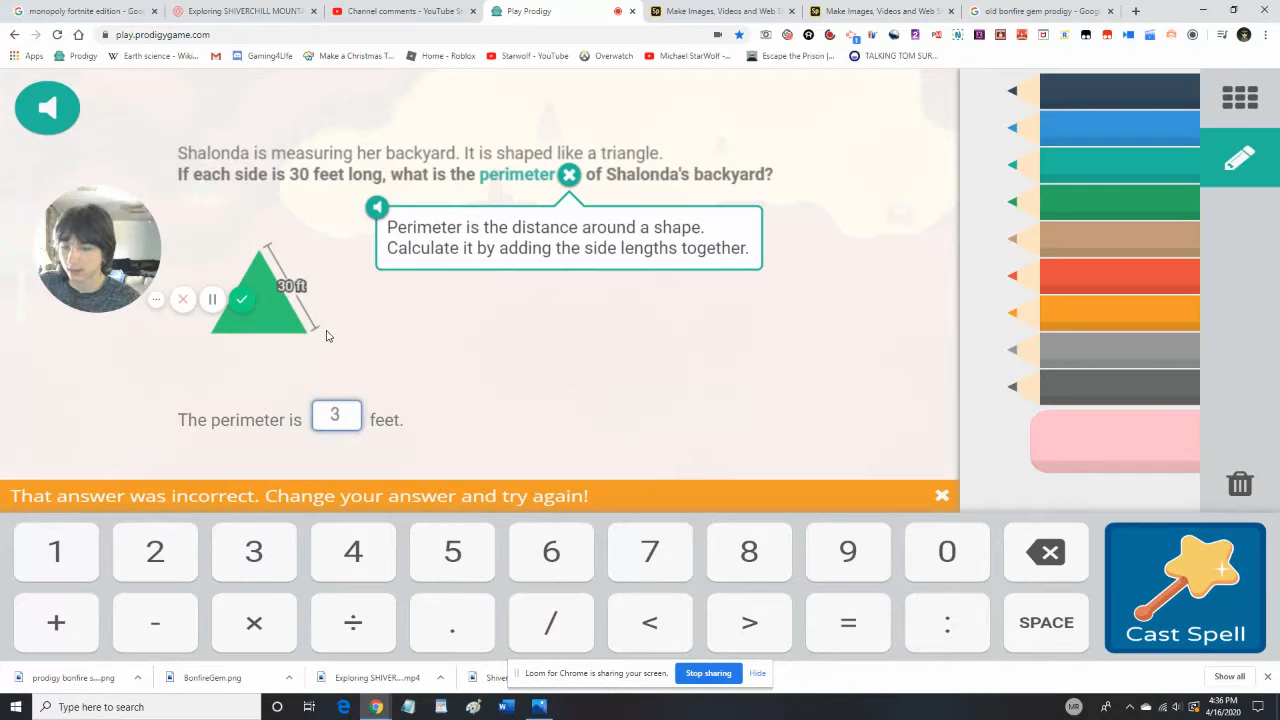 monopoly fortnite edition - Goo
Exploring SHIVERCHILL MOUNTA
Channel comments - YouTube St
Play Prodigy
Make Images, Videos and Web S
Make Images, Videos and Web S
old bonfire gem prodigy - Googl
play.prodigygame.com
Apps
Prodigy
Earth science - Wiki...
Gaming4Life
Make a Christmas T...
Home - Roblox
Starwolf - YouTube
Overwatch
Michael StarWolf -...
Escape the Prison |...
TALKING TOM SUR...
Shalonda is measuring her backyard. It is shaped like a triangle.
If each side is 30 feet long, what is the perimeter of Shalonda's backyard?
Perimeter is the distance around a shape.
Calculate it by adding the side lengths together.
30 ft
The perimeter is 3 feet.
That answer was incorrect. Change your answer and try again!
1 2 3 4 5 6 7 8 9 0
+ - × ÷ . / < > = : SPACE
Cast Spell
prodigy bonfire s....png
BonfireGem.png
Exploring SHIVER....mp4
Shive
Loom for Chrome is sharing your screen.
Stop sharing
Hide
Show all
Type here to search
MR
4:36 PM
4/16/2020